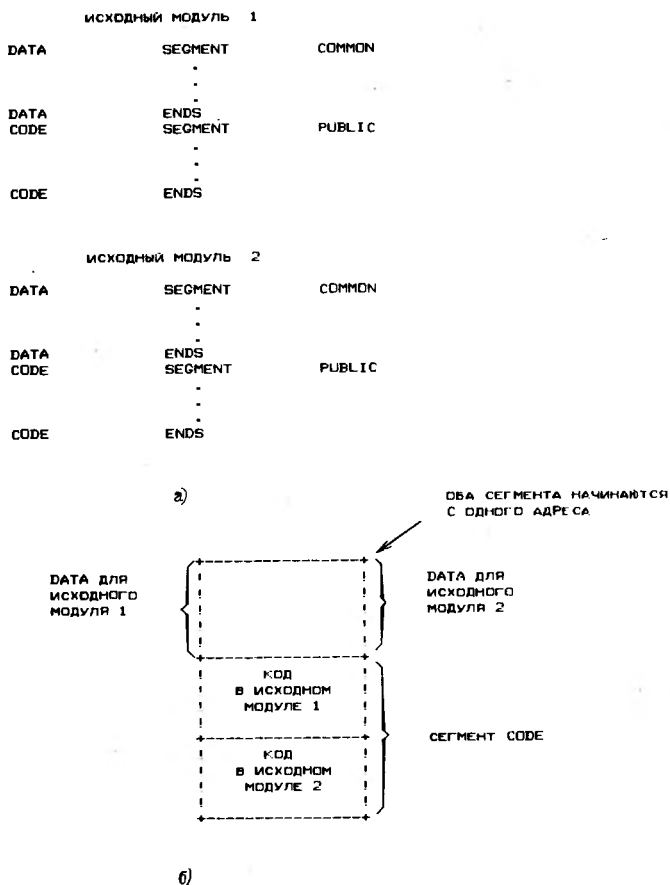 ИСХОДНЫЙ МОДУЛЬ 1
DATA SEGMENT COMMON
.
.
.
DATA ENDS
CODE SEGMENT PUBLIC
.
.
.
CODE ENDS
ИСХОДНЫЙ МОДУЛЬ 2
DATA SEGMENT COMMON
.
.
.
DATA ENDS
CODE SEGMENT PUBLIC
.
.
.
CODE ENDS
а)
ОБА СЕГМЕНТА НАЧИНАЮТСЯ
С ОДНОГО АДРЕСА
DATA ДЛЯ
ИСХОДНОГО
МОДУЛЯ 1
DATA ДЛЯ
ИСХОДНОГО
МОДУЛЯ 2
КОД
В ИСХОДНОМ
МОДУЛЕ 1
СЕГМЕНТ CODE
КОД
В ИСХОДНОМ
МОДУЛЕ 2
б)